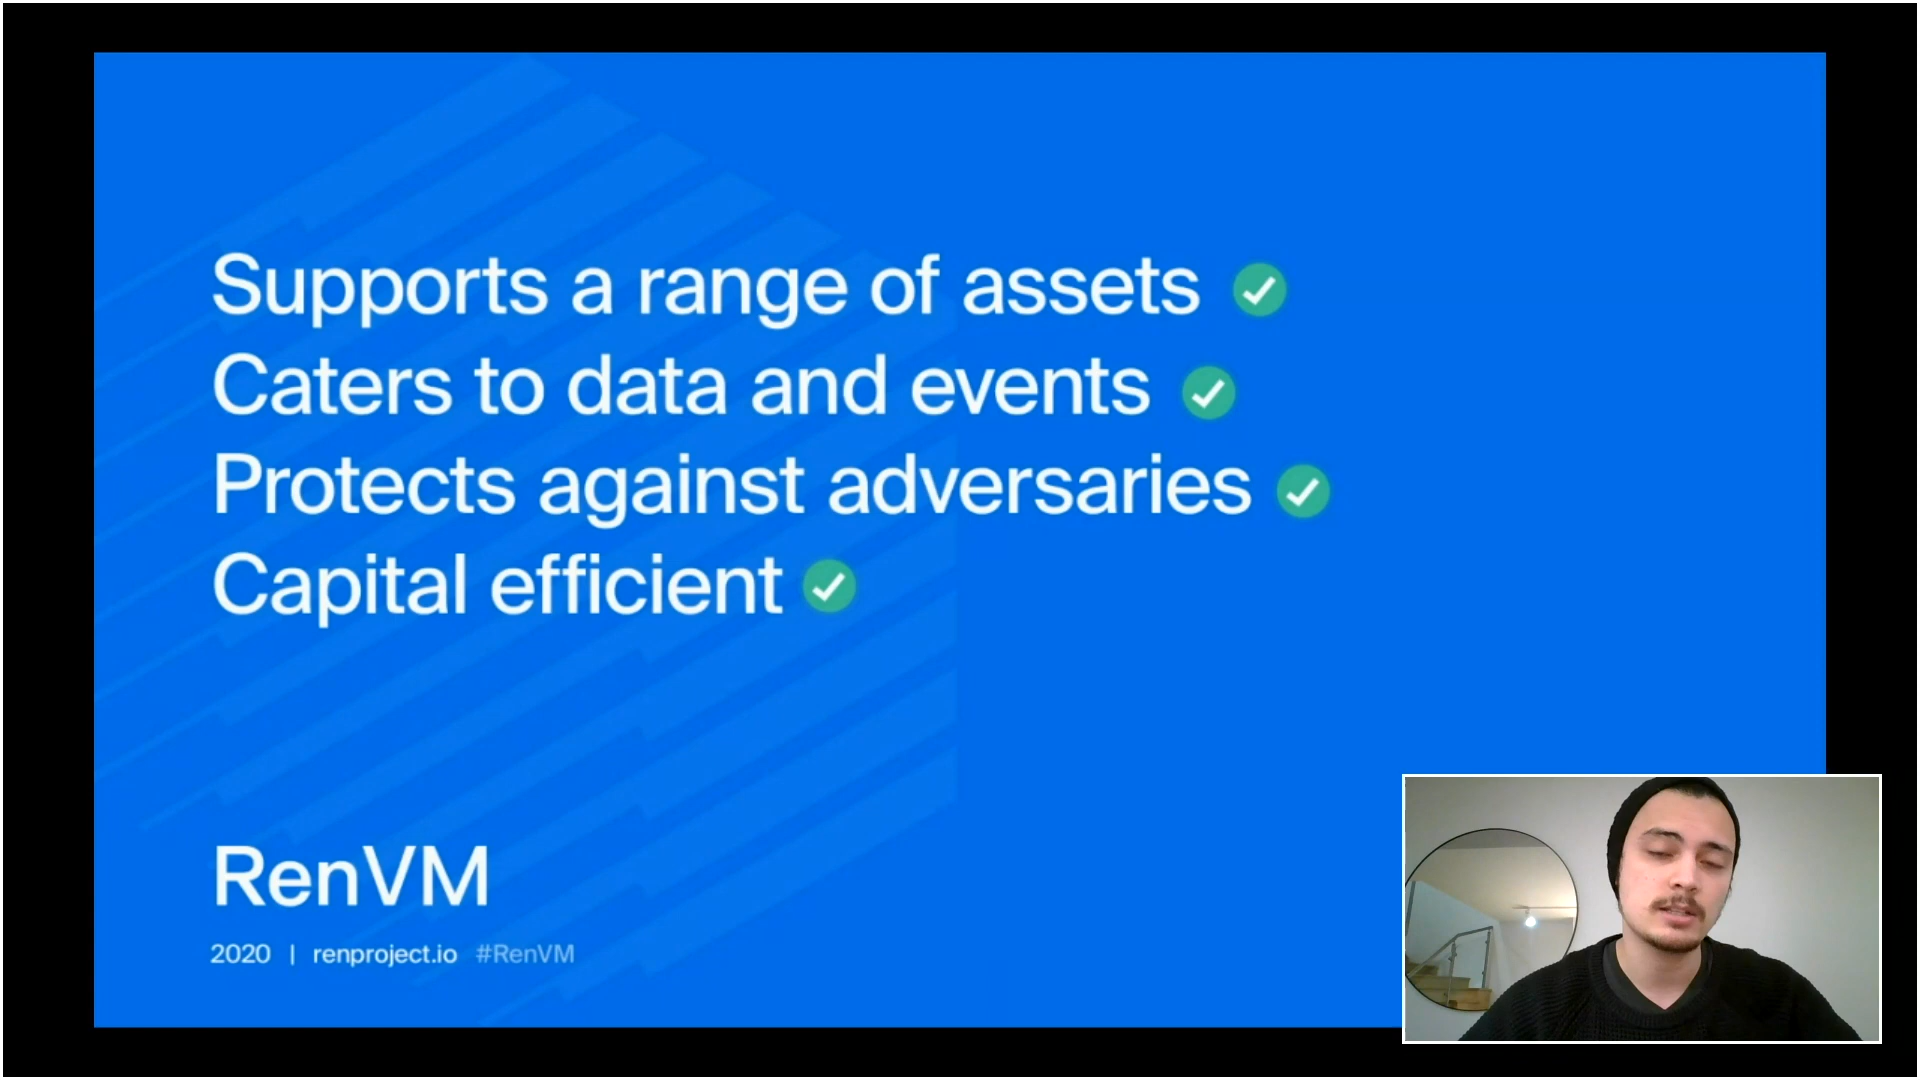 Supports a range of assets
Caters to data and events
Protects against adversaries
Capital efficient
RenVM
2020 | renproject.io #RenVM